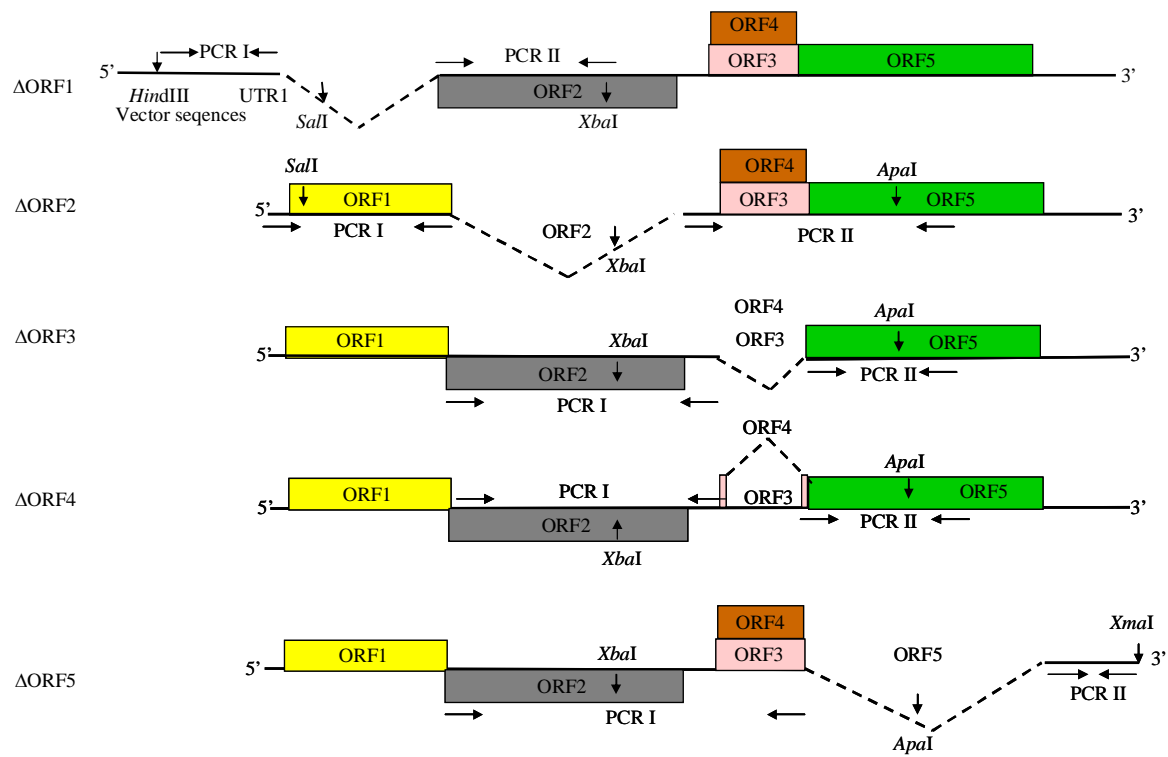 ORF4
PCR I
PCR II
ORF3
ORF5
5’
3’
ΔORF1
HindIII
UTR1
ORF2
Vector seqences
SalI
XbaI
SalI
ORF4
ApaI
ΔORF2
ORF1
ORF3
ORF5
5’
3’
PCR I
ORF2
PCR II
XbaI
ORF4
ApaI
ΔORF3
ORF1
XbaI
ORF3
ORF5
5’
3’
ORF2
PCR II
PCR I
ORF4
ApaI
ΔORF4
ORF1
PCR I
ORF3
ORF5
5’
3’
ORF2
PCR II
XbaI
ORF4
XmaI
ORF1
XbaI
ORF3
ORF5
5’
3’
ΔORF5
ORF2
PCR II
PCR I
ApaI